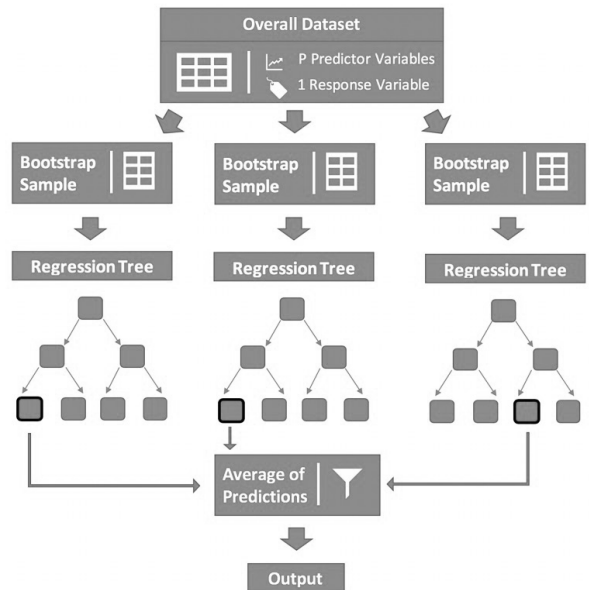 Overall Dataset
P Predictor Variables
1 Response Variable
Bootstrap
Sample
Bootstrap
Sample
Bootstrap
Sample
Regression Tree
Regression Tree
Regression Tree
Average of
Predictions
Output